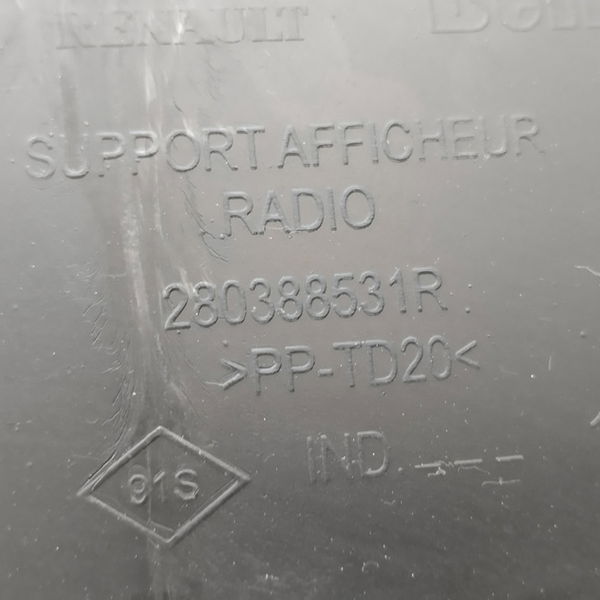 RENAULT
SUPPORT AFFICHEUR
RADIO
280388531R
>PP-TD20<
IND. _ _ _
91S